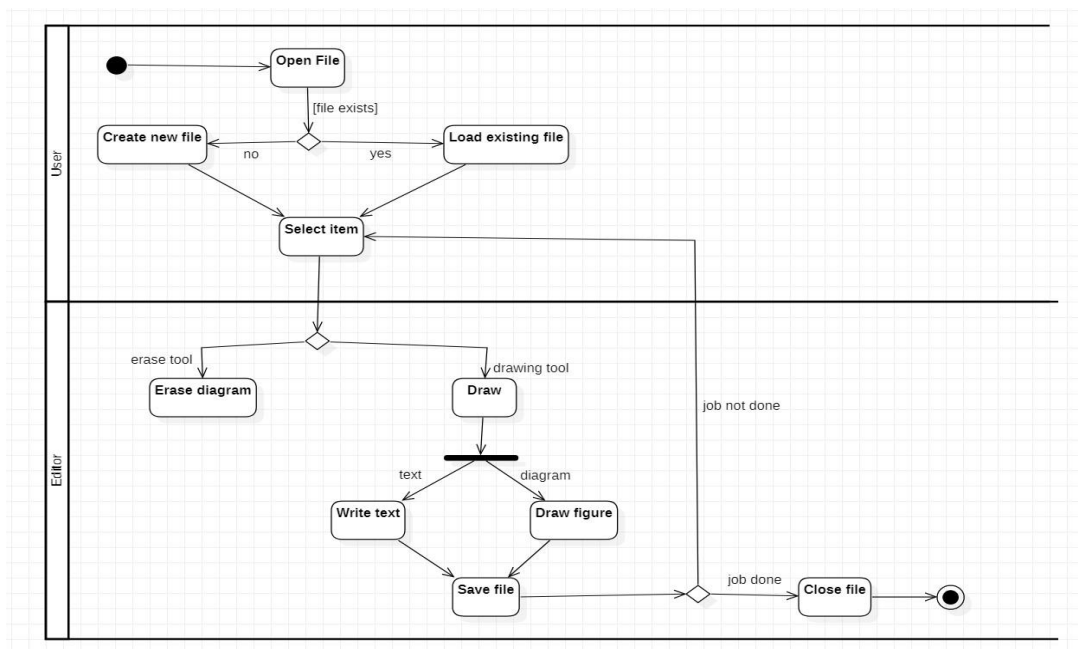 Open File
[file exists]
Create new file
Load existing file
no
yes
User
Select item
erase tool
drawing tool
Erase diagram
Draw
job not done
Editor
text
diagram
Write text
Draw figure
job done
Save file
Close file